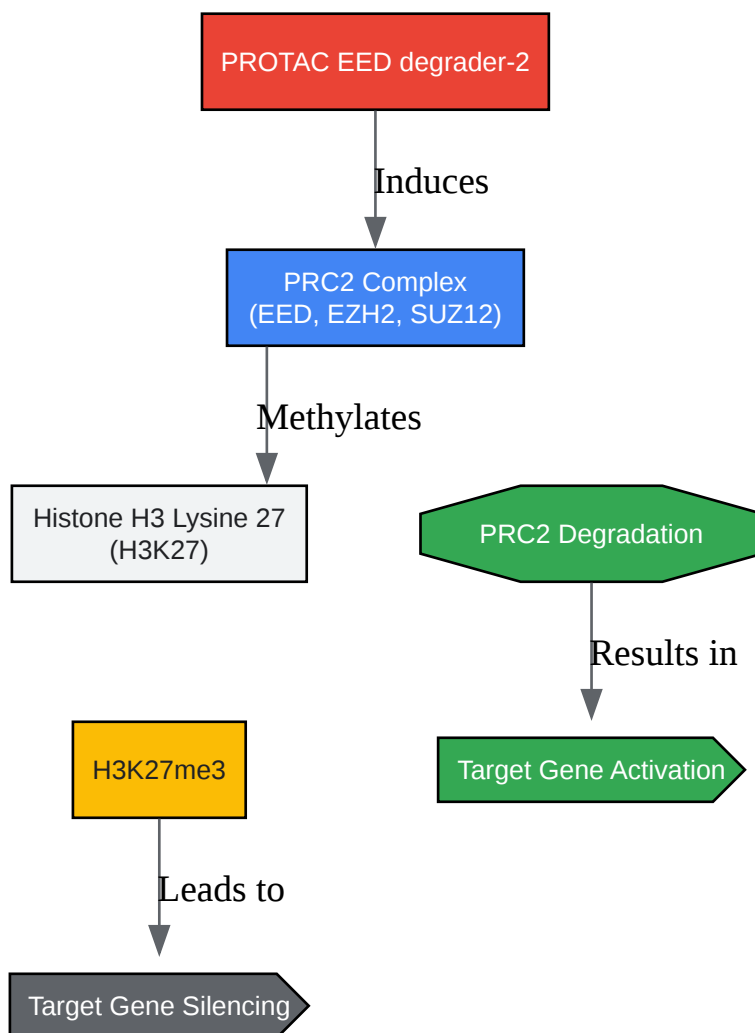 PROTAC EED degrader-2
Induces
PRC2 Complex
(EED, EZH2, SUZ12)
Methylates
Histone H3 Lysine 27
(H3K27)
PRC2 Degradation
Results in
H3K27me3
Target Gene Activation
Leads to
Target Gene Silencing